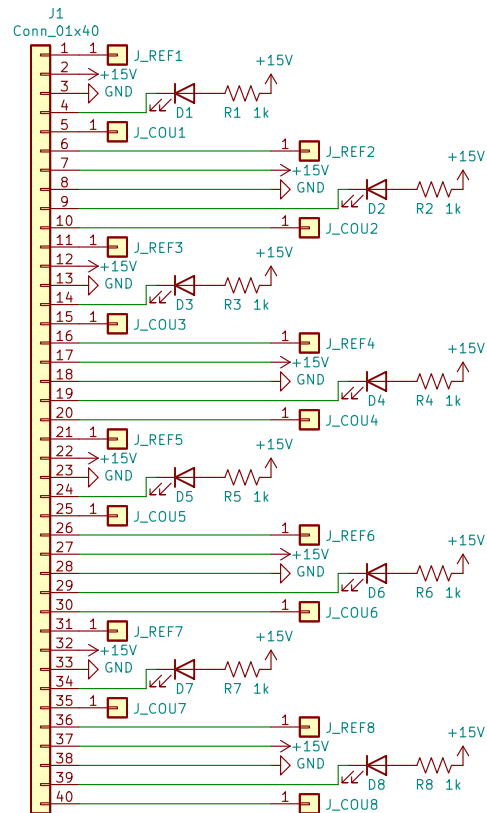 J1
Conn_01x40
1 1 J_REF1
2 +15V +15V
3 GND
4 D1 R1 1k
5 1 J_COU1
6 1 J_REF2
7 +15V +15V
8 GND
9 D2 R2 1k
10 1 J_COU2
11 1 J_REF3
12 +15V +15V
13 GND
14 D3 R3 1k
15 1 J_COU3
16 1 J_REF4
17 +15V +15V
18 GND
19 D4 R4 1k
20 1 J_COU4
21 1 J_REF5
22 +15V +15V
23 GND
24 D5 R5 1k
25 1 J_COU5
26 1 J_REF6
27 +15V +15V
28 GND
29 D6 R6 1k
30 1 J_COU6
31 1 J_REF7
32 +15V +15V
33 GND
34 D7 R7 1k
35 1 J_COU7
36 1 J_REF8
37 +15V +15V
38 GND
39 D8 R8 1k
40 1 J_COU8